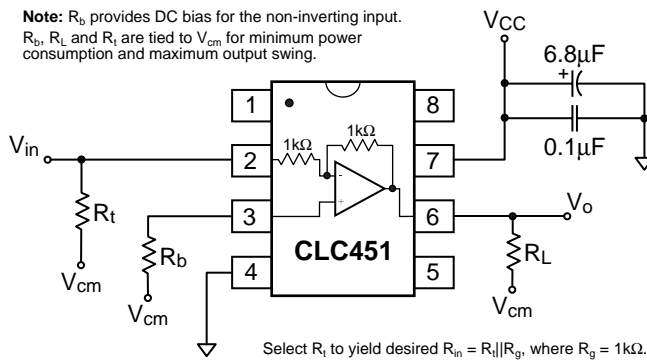 Note: Rb provides DC bias for the non-inverting input.
Rb, RL and Rt are tied to Vcm for minimum power
consumption and maximum output swing.
VCC
6.8µF
+
0.1µF
1
8
1kΩ
1kΩ
Vin
2
7
-
+
Rt
3
6
Vo
Rb
CLC451
RL
Vcm
4
5
Vcm
Vcm
Select Rt to yield desired Rin = Rt||Rg, where Rg = 1kΩ.